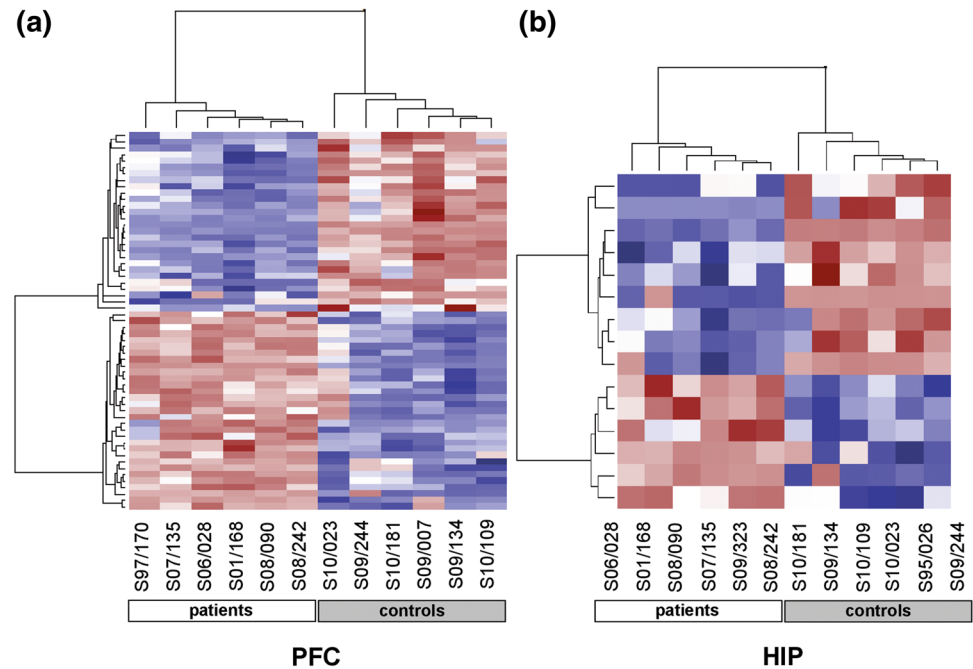 (a)
(b)
S97/170
S07/135
S06/028
S01/168
S08/090
S08/242
S10/023
S09/244
S10/181
S09/007
S09/134
S10/109
patients
controls
PFC
S06/028
S01/168
S08/090
S07/135
S09/323
S08/242
S10/181
S09/134
S10/109
S10/023
S95/026
S09/244
patients
controls
HIP